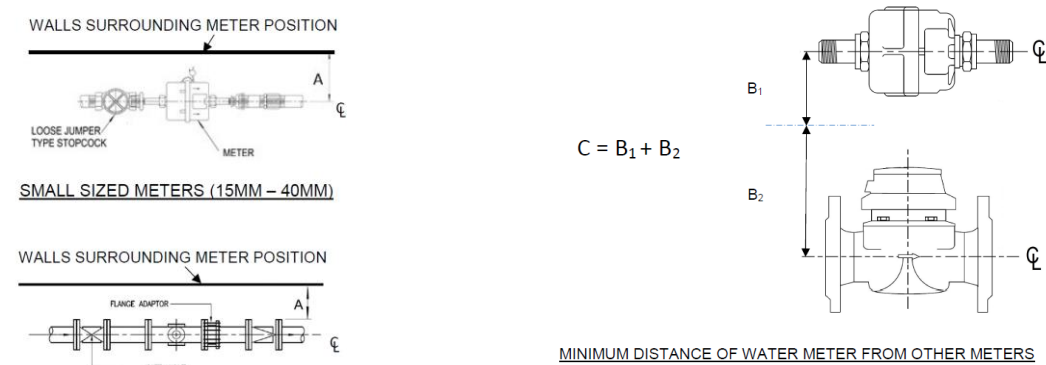 WALLS SURROUNDING METER POSITION
A
℄
LOOSE JUMPER
TYPE STOPCOCK
METER
SMALL SIZED METERS (15MM – 40MM)
WALLS SURROUNDING METER POSITION
FLANGE ADAPTOR
A
℄
℄
B₁
C = B₁ + B₂
B₂
℄
MINIMUM DISTANCE OF WATER METER FROM OTHER METERS